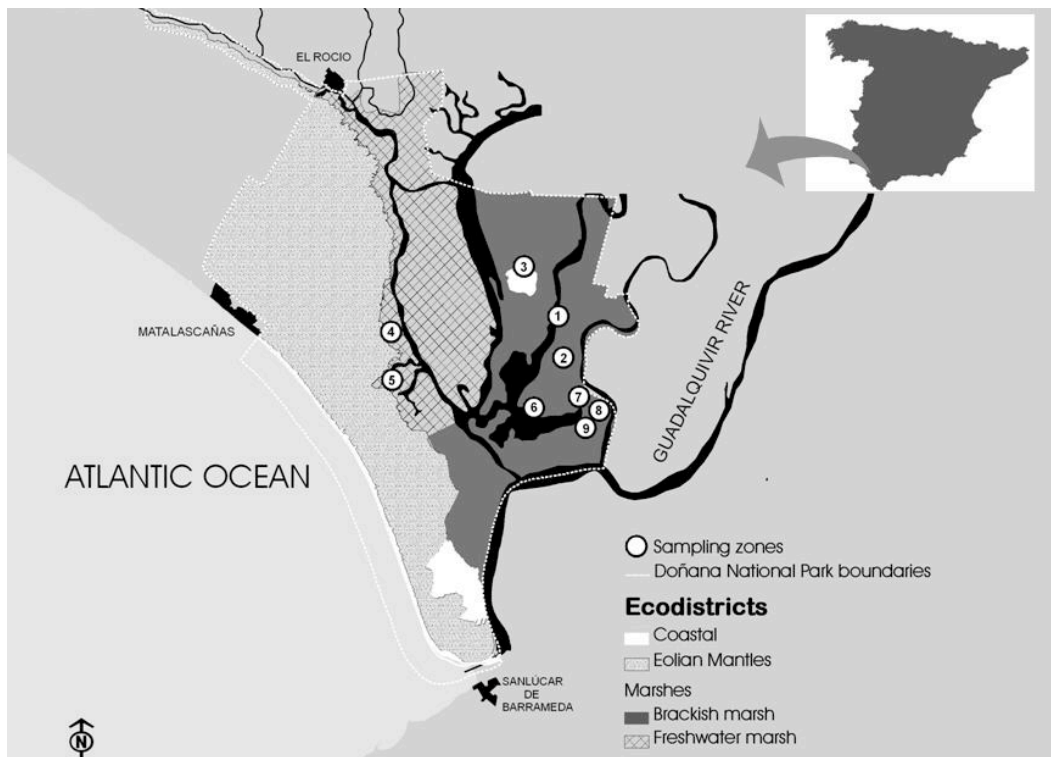 EL ROCIO
3
1
MATALASCAÑAS
4
2
5
7
6
8
9
GUADALQUIVIR RIVER
ATLANTIC OCEAN
Sampling zones
Doñana National Park boundaries
Ecodistricts
Coastal
Eolian Mantles
Marshes
Brackish marsh
Freshwater marsh
SANLÚCAR
DE
BARRAMEDA
N